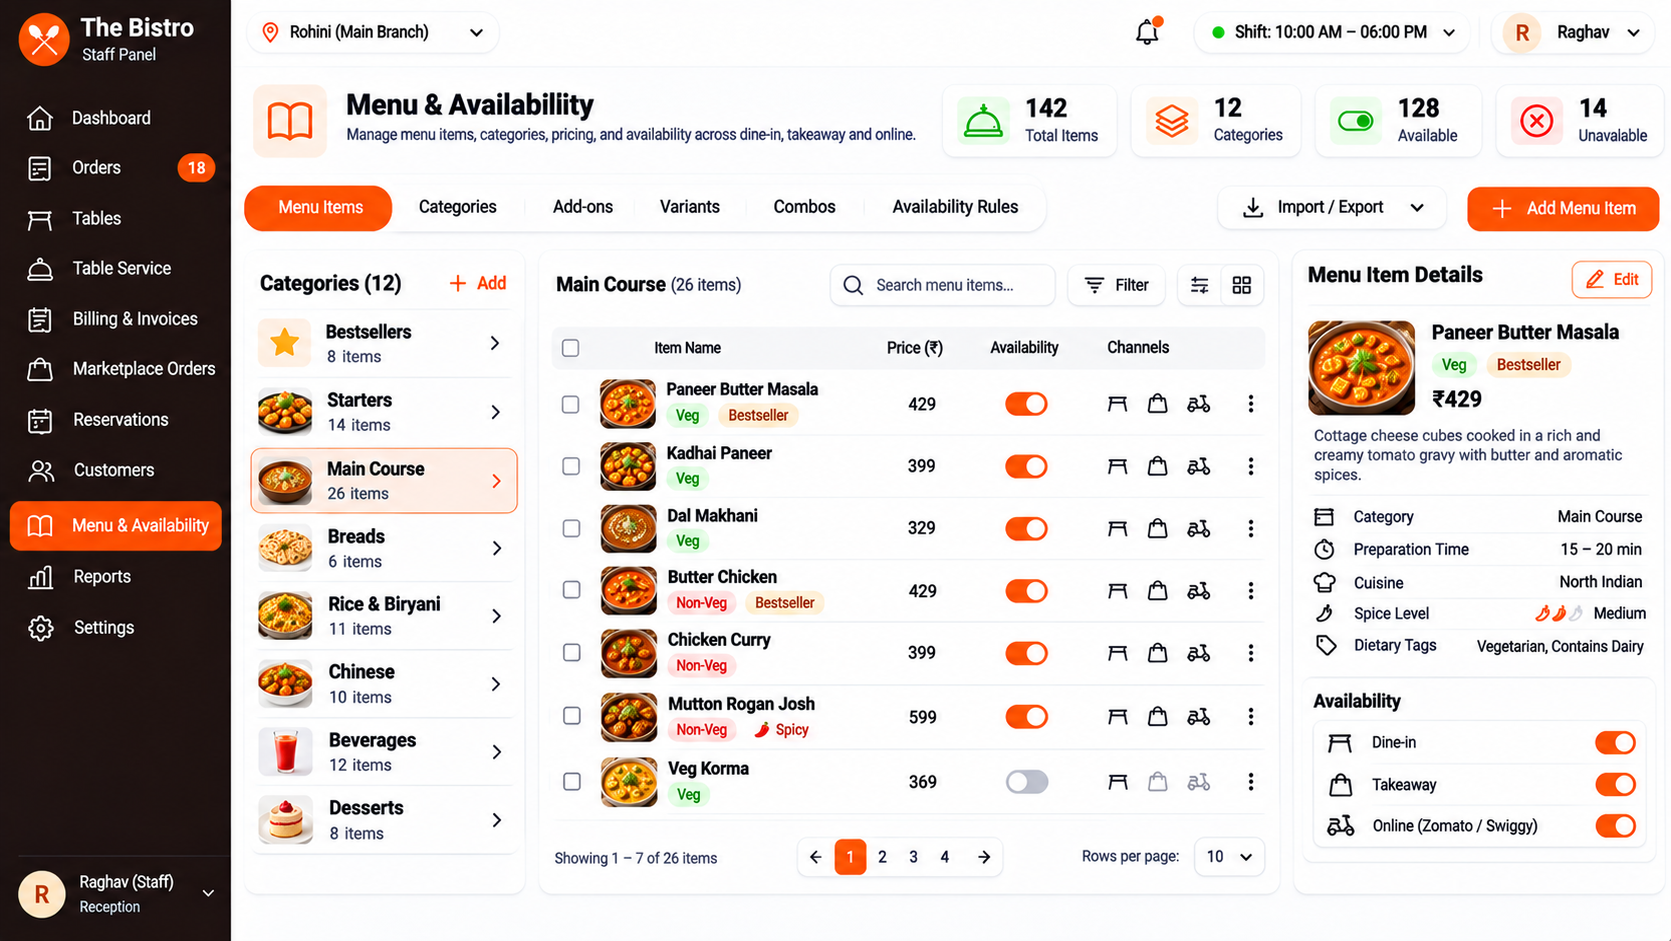 The Bistro
Staff Panel
Dashboard
Orders 18
Tables
Table Service
Billing & Invoices
Marketplace Orders
Reservations
Customers
Menu & Availability
Reports
Settings
R Raghav (Staff)
Reception
Rohini (Main Branch)
Shift: 10:00 AM – 06:00 PM
R Raghav
Menu & Availability
Manage menu items, categories, pricing, and availability across dine-in, takeaway and online.
142
Total Items
12
Categories
128
Available
14
Unavalable
Menu Items Categories Add-ons Variants Combos Availability Rules
Import / Export
+ Add Menu Item
Categories (12) + Add
Bestsellers
8 items
Starters
14 items
Main Course
26 items
Breads
6 items
Rice & Biryani
11 items
Chinese
10 items
Beverages
12 items
Desserts
8 items
Main Course (26 items)
Search menu items...
Filter
Item Name Price (₹) Availability Channels
Paneer Butter Masala
Veg Bestseller
429
Kadhai Paneer
Veg
399
Dal Makhani
Veg
329
Butter Chicken
Non-Veg Bestseller
429
Chicken Curry
Non-Veg
399
Mutton Rogan Josh
Non-Veg Spicy
599
Veg Korma
Veg
369
Showing 1 – 7 of 26 items
← 1 2 3 4 →
Rows per page: 10
Menu Item Details
Edit
Paneer Butter Masala
Veg Bestseller
₹429
Cottage cheese cubes cooked in a rich and
creamy tomato gravy with butter and aromatic
spices.
Category Main Course
Preparation Time 15 – 20 min
Cuisine North Indian
Spice Level Medium
Dietary Tags Vegetarian, Contains Dairy
Availability
Dine-in
Takeaway
Online (Zomato / Swiggy)